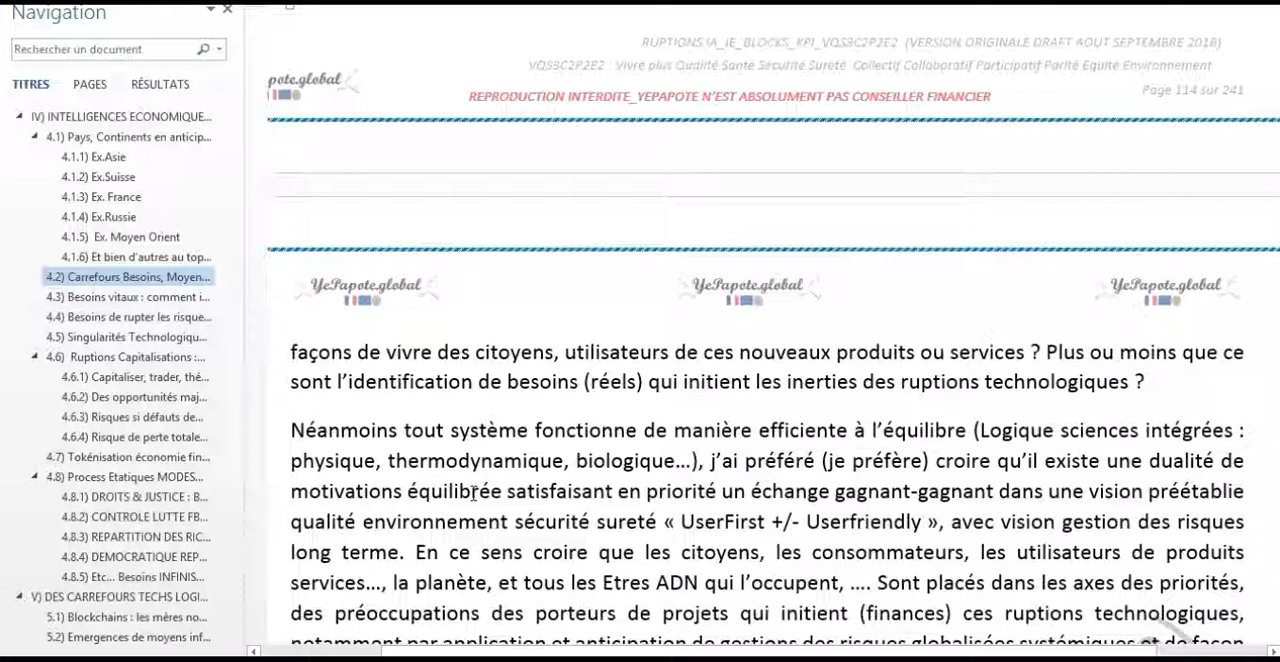 Navigation
Rechercher un document
TITRES PAGES RÉSULTATS
IV) INTELLIGENCES ECONOMIQUE...
4.1) Pays, Continents en anticip...
4.1.1) Ex.Asie
4.1.2) Ex.Suisse
4.1.3) Ex. France
4.1.4) Ex.Russie
4.1.5) Ex. Moyen Orient
4.1.6) Et bien d'autres au top...
4.2) Carrefours Besoins, Moyen...
4.3) Besoins vitaux : comment i...
4.4) Besoins de rupter les risque...
4.5) Singularités Technologiqu...
4.6) Ruptions Capitalisations :...
4.6.1) Capitaliser, trader, thé...
4.6.2) Des opportunités maj...
4.6.3) Risques si défauts de...
4.6.4) Risque de perte totale...
4.7) Tokénisation économie fin...
4.8) Process Etatiques MODES...
4.8.1) DROITS & JUSTICE : B...
4.8.2) CONTROLE LUTTE FB...
4.8.3) REPARTITION DES RIC...
4.8.4) DEMOCRATIQUE REP...
4.8.5) Etc... Besoins INFINIS...
V) DES CARREFOURS TECHS LOGI...
5.1) Blockchains : les mères no...
5.2) Emergences de moyens inf...
RUPTIONS IA_IE_BLOCKS_KPI_VQS3C2P2E2 (VERSION ORIGINALE DRAFT AOUT SEPTEMBRE 2018)
VQS3C2P2E2 : Vivre plus Qualité Santé Sécurité Sureté Collectif Collaboratif Participatif Parité Equité Environnement
pote.global
REPRODUCTION INTERDITE_YEPAPOTE N'EST ABSOLUMENT PAS CONSEILLER FINANCIER
Page 114 sur 241
YePapote.global YePapote.global YePapote.global
façons de vivre des citoyens, utilisateurs de ces nouveaux produits ou services ? Plus ou moins que ce
sont l'identification de besoins (réels) qui initient les inerties des ruptions technologiques ?
Néanmoins tout système fonctionne de manière efficiente à l'équilibre (Logique sciences intégrées :
physique, thermodynamique, biologique...), j'ai préféré (je préfère) croire qu'il existe une dualité de
motivations équilibrée satisfaisant en priorité un échange gagnant-gagnant dans une vision préétablie
qualité environnement sécurité sureté « UserFirst +/- Userfriendly », avec vision gestion des risques
long terme. En ce sens croire que les citoyens, les consommateurs, les utilisateurs de produits
services..., la planète, et tous les Etres ADN qui l'occupent, .... Sont placés dans les axes des priorités,
des préoccupations des porteurs de projets qui initient (finances) ces ruptions technologiques,
notamment par application et anticipation de gestions des risques globalisées systémiques et de façon